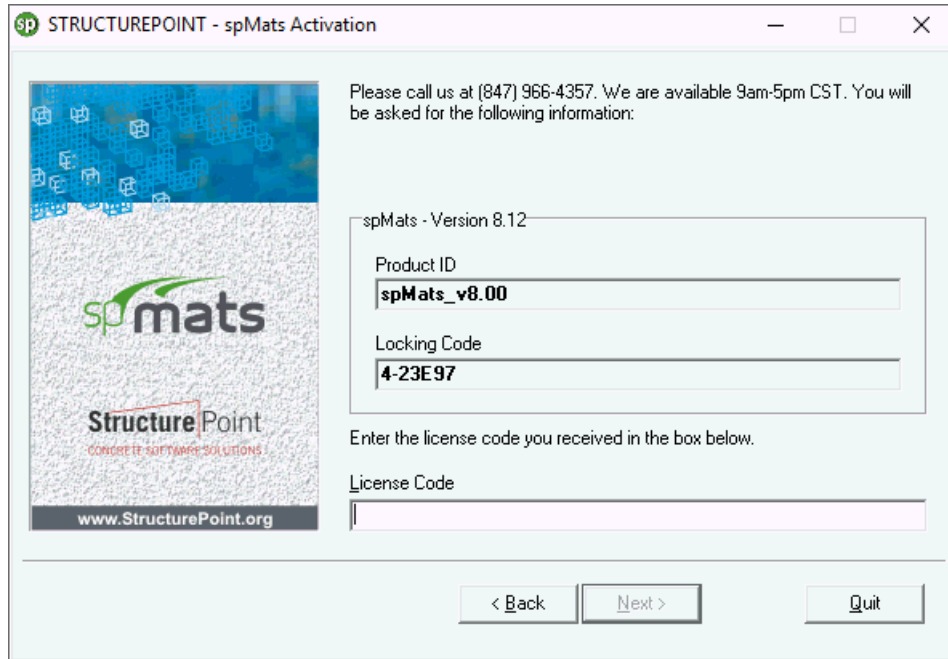 sp STRUCTUREPOINT - spMats Activation
Please call us at (847) 966-4357. We are available 9am-5pm CST. You will
be asked for the following information:
spMats - Version 8.12
Product ID
spMats_v8.00
Locking Code
4-23E97
spmats
StructurePoint
CONCRETE SOFTWARE SOLUTIONS
www.StructurePoint.org
Enter the license code you received in the box below.
License Code
< Back
Next >
Quit